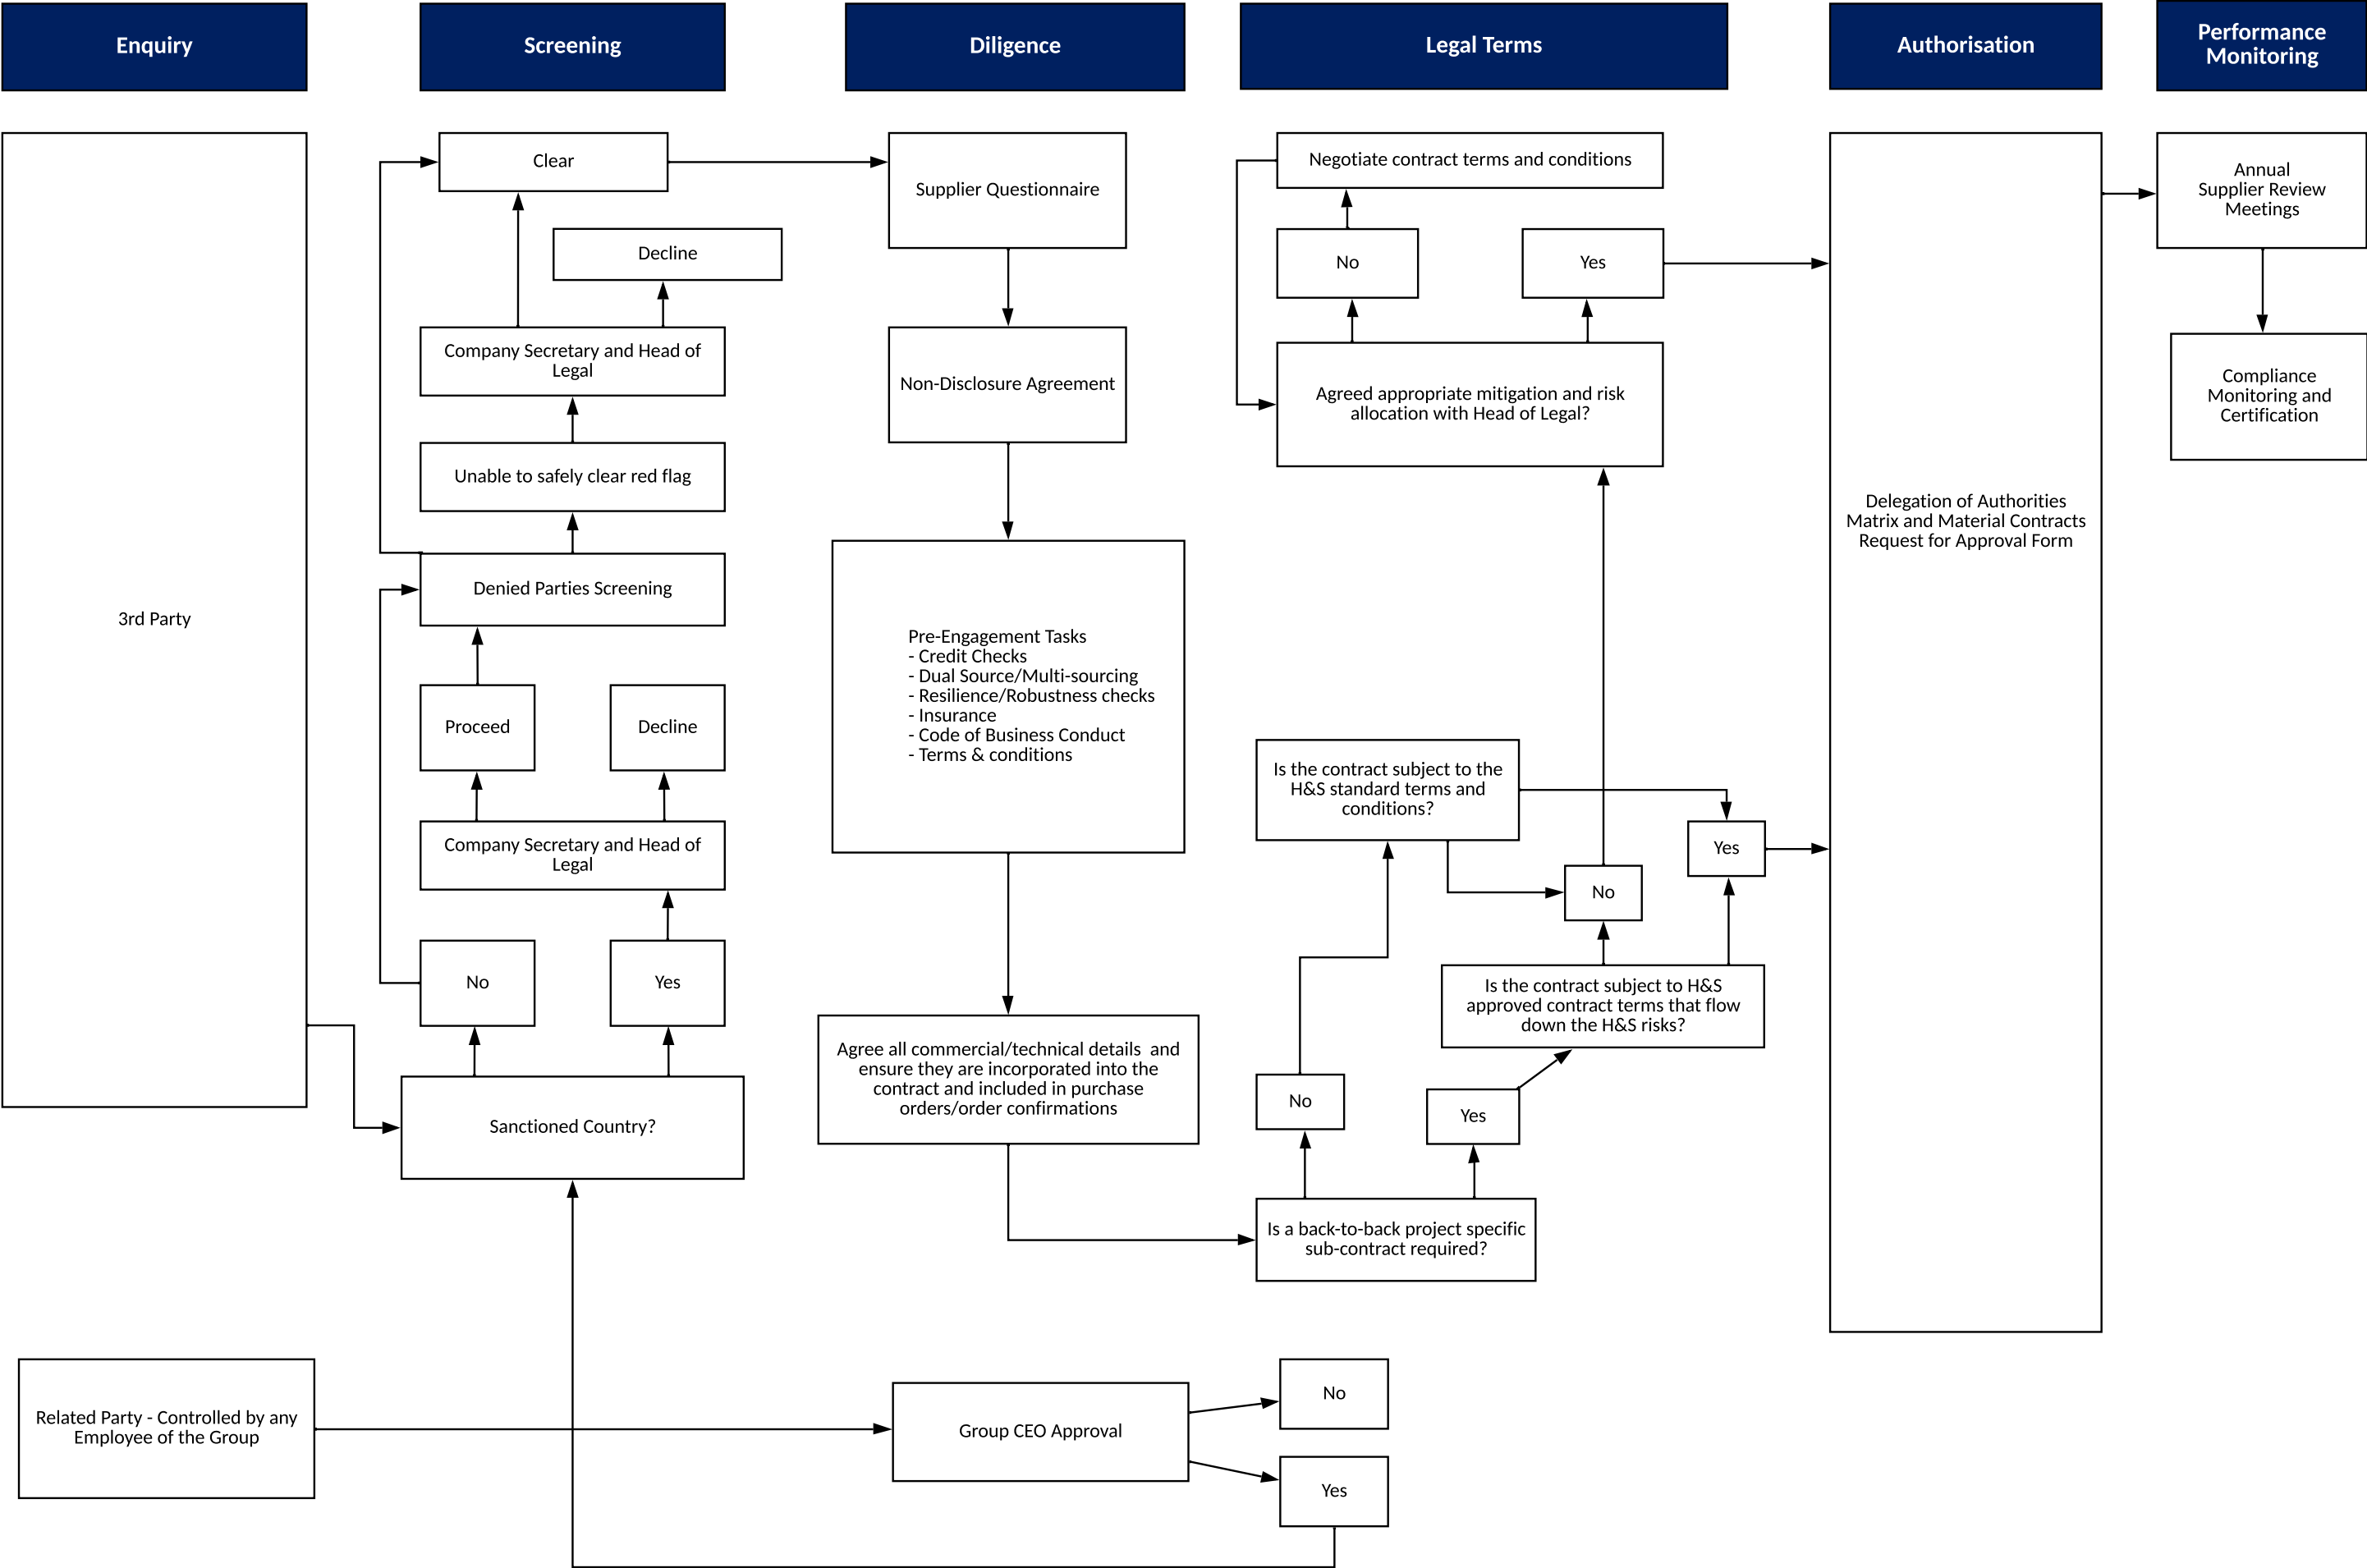 Enquiry
Screening
Diligence
Legal Terms
Authorisation
Performance
Monitoring
3rd Party
Clear
Decline
Company Secretary and Head of
Legal
Unable to safely clear red flag
Denied Parties Screening
Proceed
Decline
Company Secretary and Head of
Legal
No
Yes
Sanctioned Country?
Supplier Questionnaire
Non-Disclosure Agreement
Pre-Engagement Tasks
- Credit Checks
- Dual Source/Multi-sourcing
- Resilience/Robustness checks
- Insurance
- Code of Business Conduct
- Terms & conditions
Agree all commercial/technical details and
ensure they are incorporated into the
contract and included in purchase
orders/order confirmations
Negotiate contract terms and conditions
No
Yes
Agreed appropriate mitigation and risk
allocation with Head of Legal?
Is the contract subject to the
H&S standard terms and
conditions?
Yes
No
Is the contract subject to H&S
approved contract terms that flow
down the H&S risks?
No
Yes
Is a back-to-back project specific
sub-contract required?
Delegation of Authorities
Matrix and Material Contracts
Request for Approval Form
Annual
Supplier Review
Meetings
Compliance
Monitoring and
Certification
Related Party - Controlled by any
Employee of the Group
Group CEO Approval
No
Yes